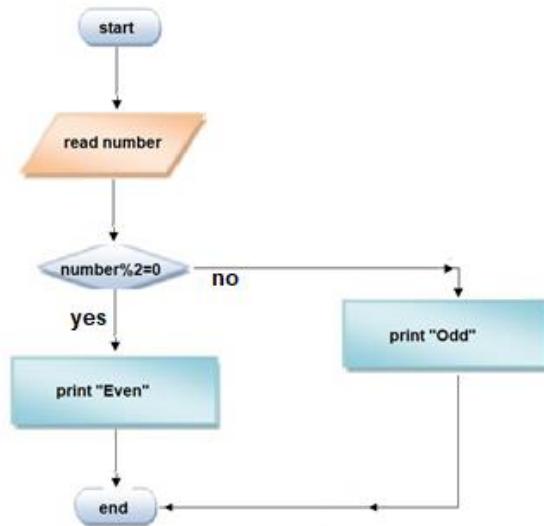 start
read number
number%2=0
no
yes
print "Odd"
print "Even"
end